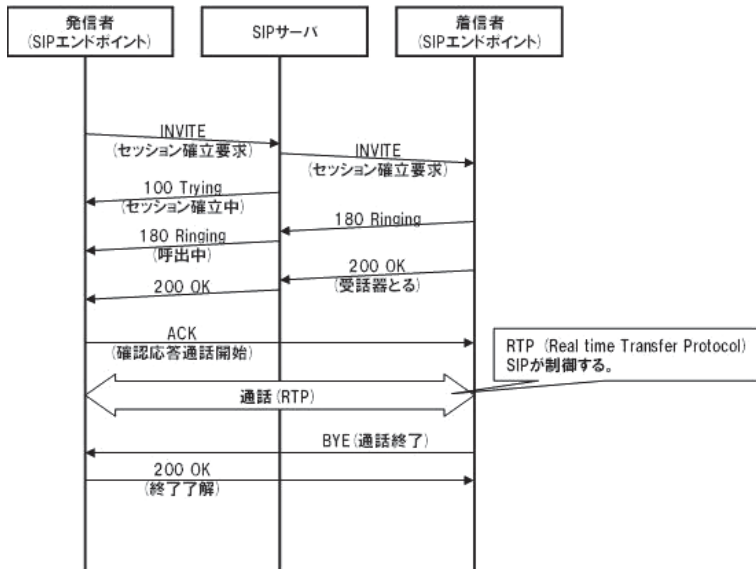 発信者
(SIPエンドポイント)
SIPサーバ
着信者
(SIPエンドポイント)
INVITE
(セッション確立要求)
INVITE
(セッション確立要求)
100 Trying
(セッション確立中)
180 Ringing
180 Ringing
(呼出中)
200 OK
(受話器とる)
200 OK
ACK
(確認応答通話開始)
RTP (Real time Transfer Protocol)
SIPが制御する。
通話(RTP)
BYE(通話終了)
200 OK
(終了了解)